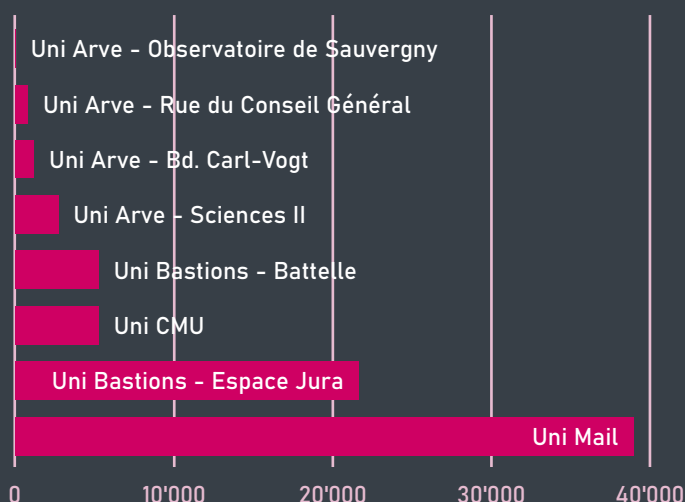 Uni Arve - Observatoire de Sauvergny
Uni Arve - Rue du Conseil Général
Uni Arve - Bd. Carl-Vogt
Uni Arve - Sciences II
Uni Bastions - Battelle
Uni CMU
Uni Bastions - Espace Jura
Uni Mail
0 10'000 20'000 30'000 40'000